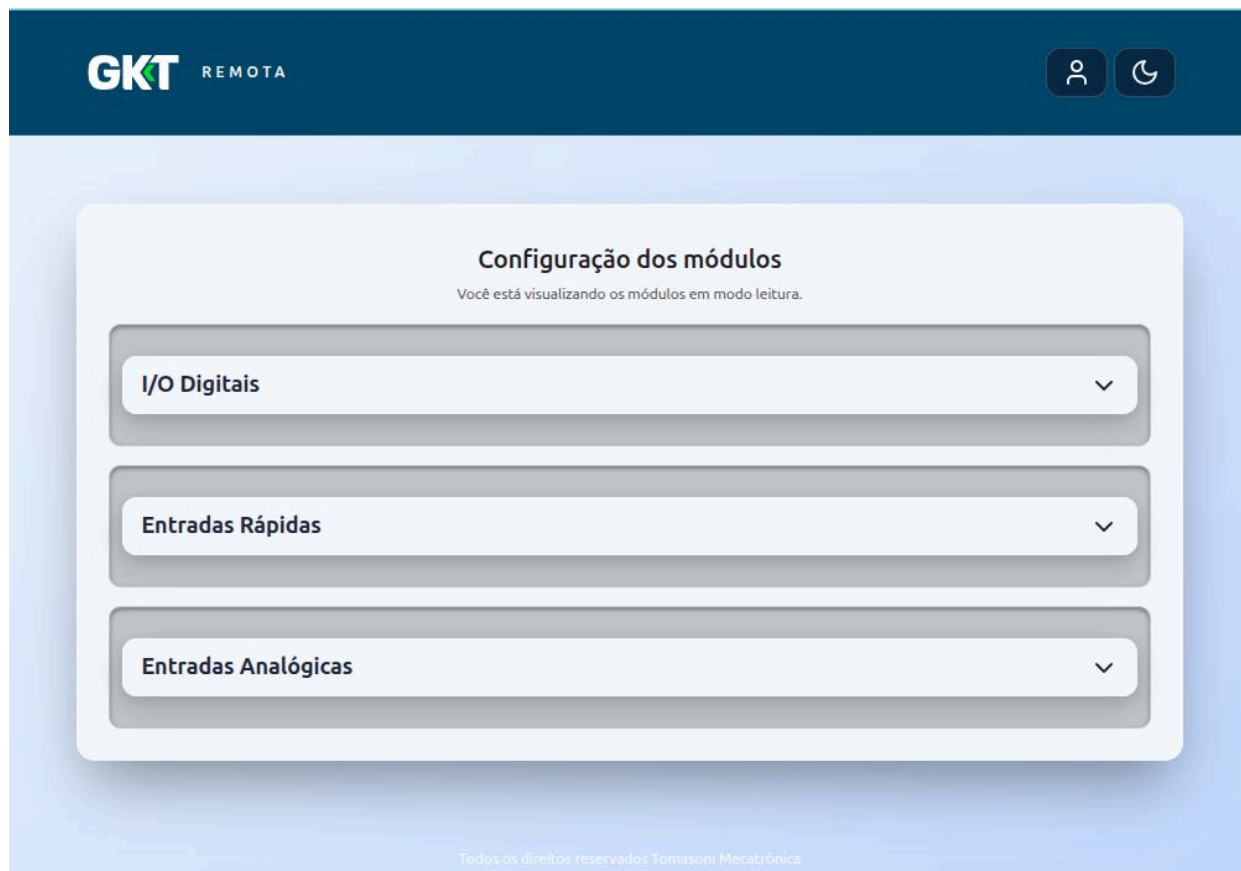 GKT REMOTA
Configuração dos módulos
Você está visualizando os módulos em modo leitura.
I/O Digitais
Entradas Rápidas
Entradas Analógicas
Todos os direitos reservados Tomasoni Mecatrônica